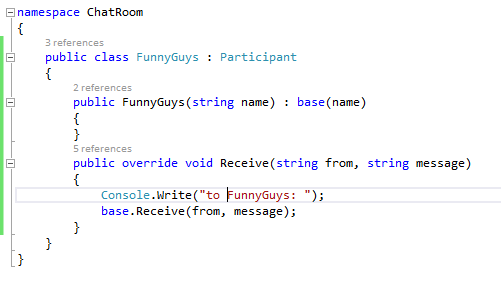 namespace ChatRoom
{
3 references
public class FunnyGuys : Participant
{
2 references
public FunnyGuys(string name) : base(name)
{
}
5 references
public override void Receive(string from, string message)
{
Console.Write("to FunnyGuys: ");
base.Receive(from, message);
}
}
}